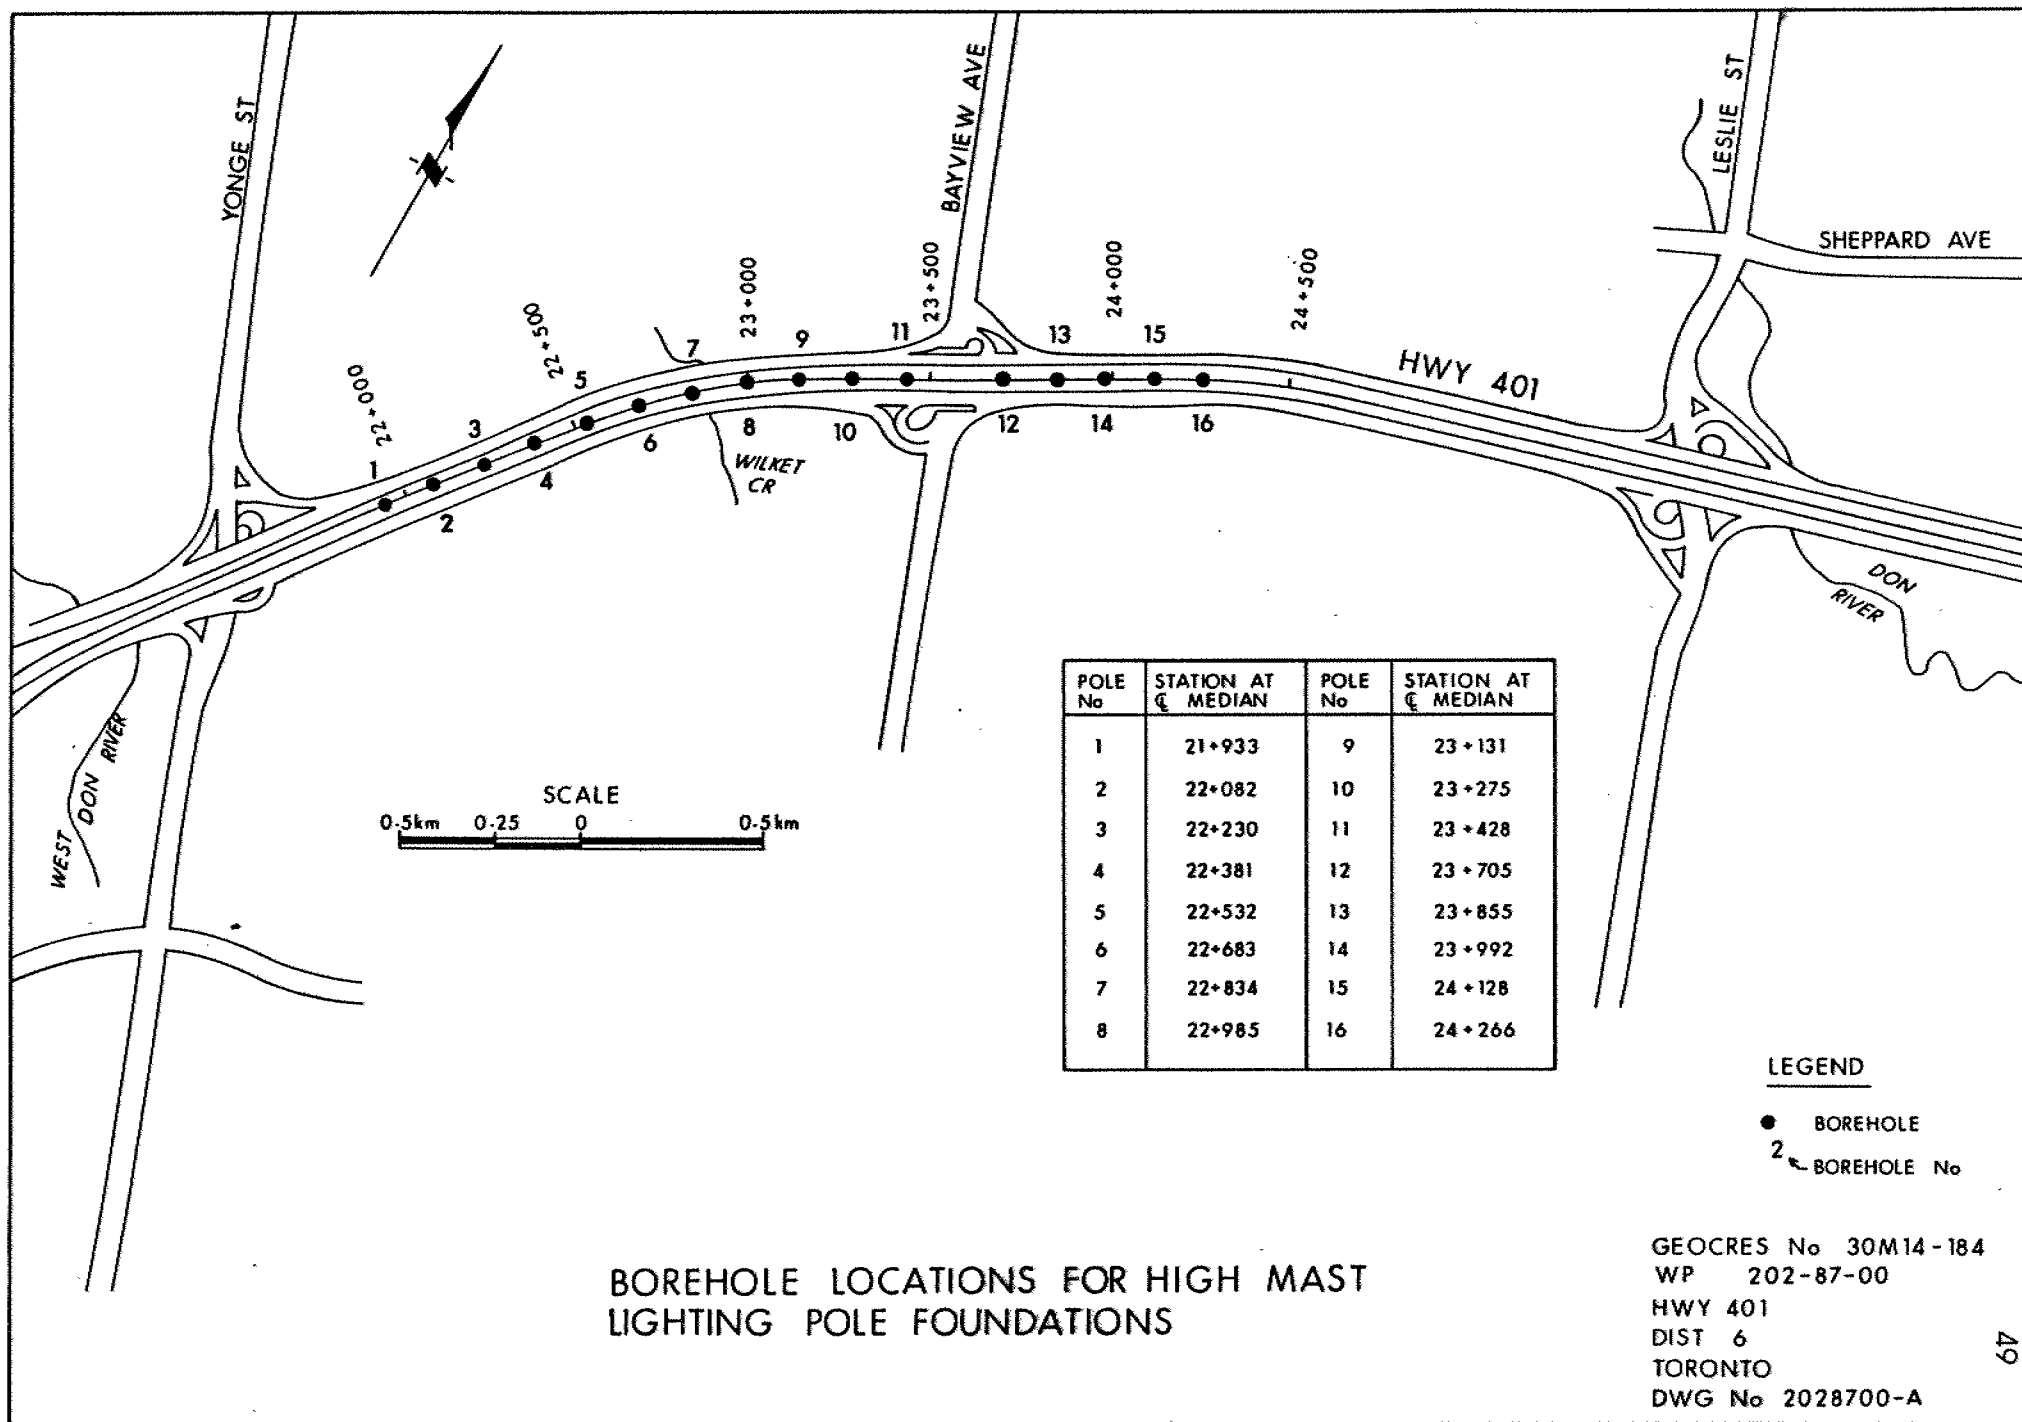 YONGE ST
BAYVIEW AVE
LESLIE ST
SHEPPARD AVE
22+000
22+500
23+000
23+500
24+000
24+500
HWY 401
1
3
5
7
9
11
13
15
2
4
6
8
10
12
14
16
WILKET
CR
DON
RIVER
WEST DON RIVER
SCALE
0·5km 0·25 0 0·5km
POLE No STATION AT ℄ MEDIAN POLE No STATION AT ℄ MEDIAN
1 21+933 9 23+131
2 22+082 10 23+275
3 22+230 11 23+428
4 22+381 12 23+705
5 22+532 13 23+855
6 22+683 14 23+992
7 22+834 15 24+128
8 22+985 16 24+266
LEGEND
BOREHOLE
2 BOREHOLE No
BOREHOLE LOCATIONS FOR HIGH MAST
LIGHTING POLE FOUNDATIONS
GEOCRES No 30M14-184
WP 202-87-00
HWY 401
DIST 6
TORONTO
DWG No 2028700-A
49